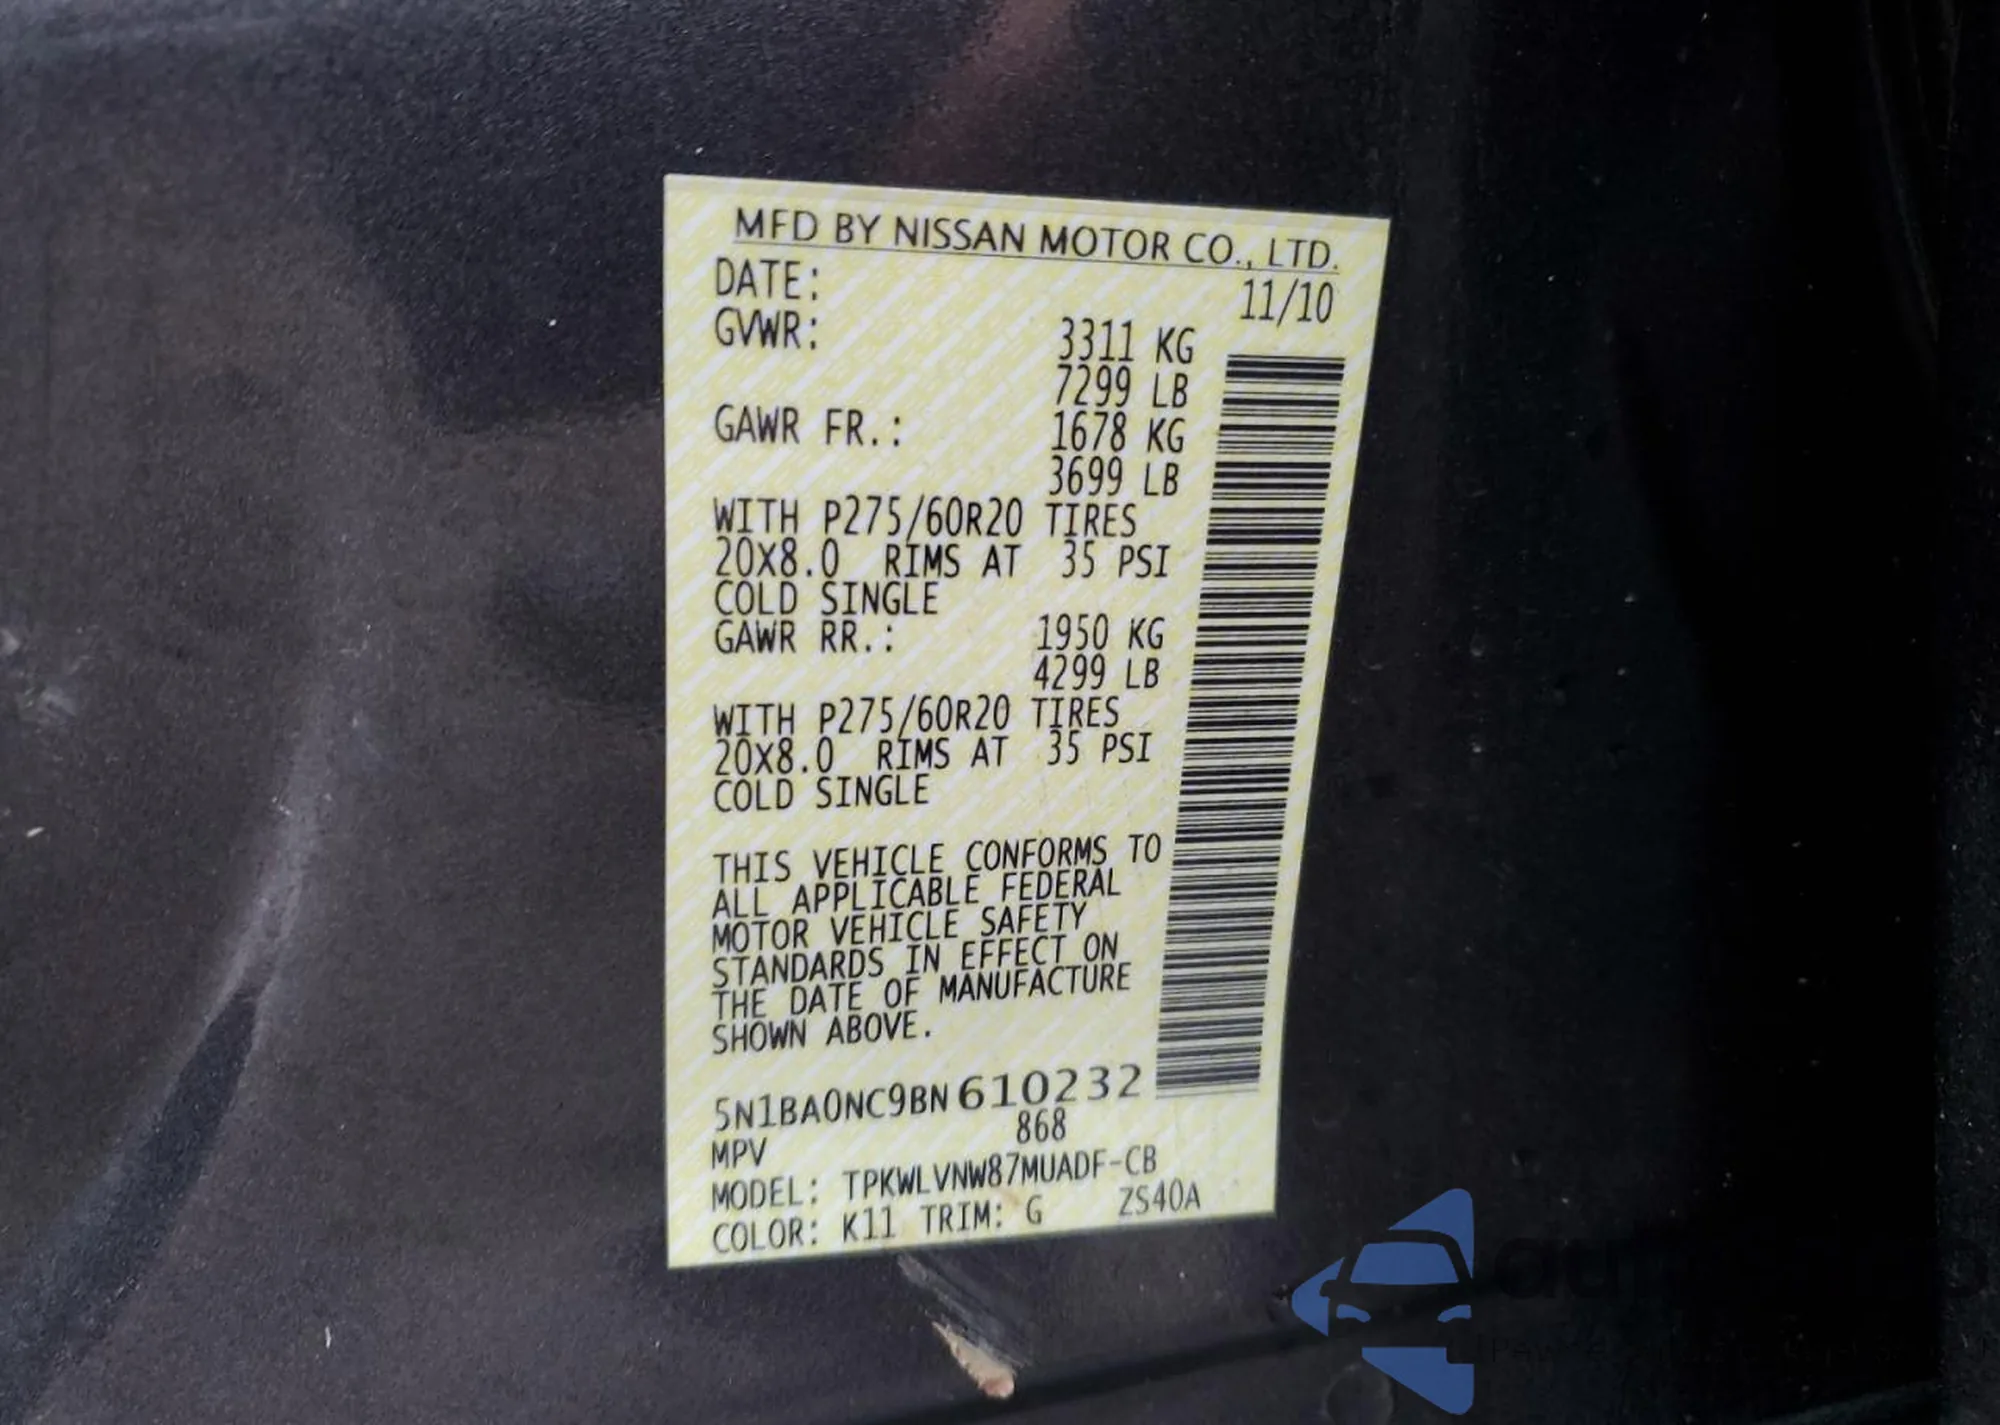 MFD BY NISSAN MOTOR CO., LTD.
DATE: 11/10
GVWR: 3311 KG
7299 LB
GAWR FR.: 1678 KG
3699 LB
WITH P275/60R20 TIRES
20X8.0 RIMS AT 35 PSI
COLD SINGLE
GAWR RR.: 1950 KG
4299 LB
WITH P275/60R20 TIRES
20X8.0 RIMS AT 35 PSI
COLD SINGLE
THIS VEHICLE CONFORMS TO
ALL APPLICABLE FEDERAL
MOTOR VEHICLE SAFETY
STANDARDS IN EFFECT ON
THE DATE OF MANUFACTURE
SHOWN ABOVE.
5N1BA0NC9BN610232
868
MPV
MODEL: TPKWLVNW87MUADF-CB
COLOR: K11 TRIM: G ZS40A